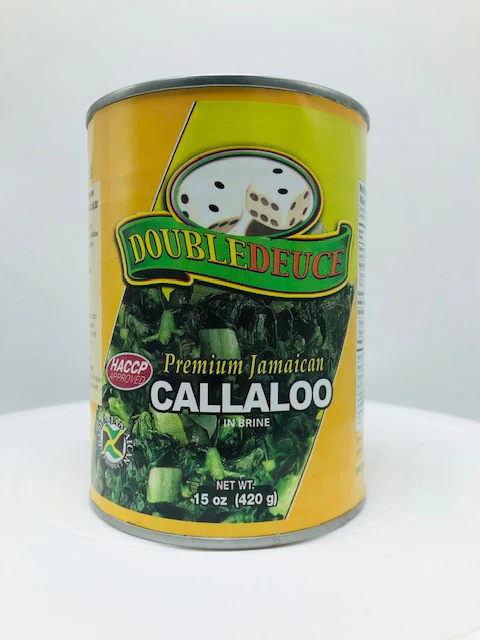 DOUBLEDEUCE
HACCP
APPROVED
Premium Jamaican
CALLALOO
IN BRINE
NET WT.
15 oz (420 g)